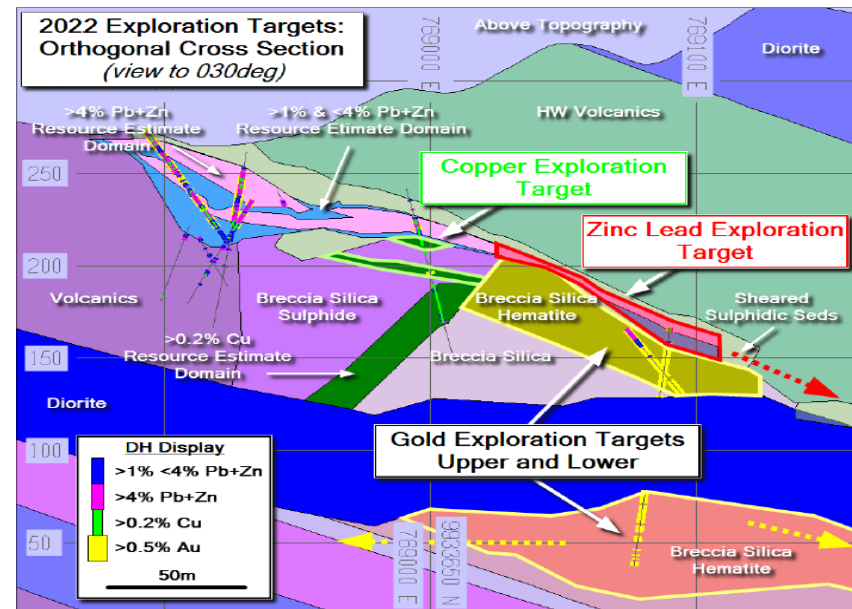 2022 Exploration Targets:
Orthogonal Cross Section
(view to 030deg)
769000 E
Above Topography
769100 E
Diorite
>4% Pb+Zn
Resource Estimate
Domain
>1% & <4% Pb+Zn
Resource Etimate Domain
HW Volcanics
250
Copper Exploration
Target
Zinc Lead Exploration
Target
200
Volcanics
Breccia Silica
Sulphide
Breccia Silica
Hematite
Sheared
Sulphidic Seds
>0.2% Cu
Resource Estimate
Domain
150
Breccia Silica
Diorite
Gold Exploration Targets
Upper and Lower
100
DH Display
>1% <4% Pb+Zn
>4% Pb+Zn
>0.2% Cu
>0.5% Au
50m
50
769000 E
9933650 N
Breccia Silica
Hematite